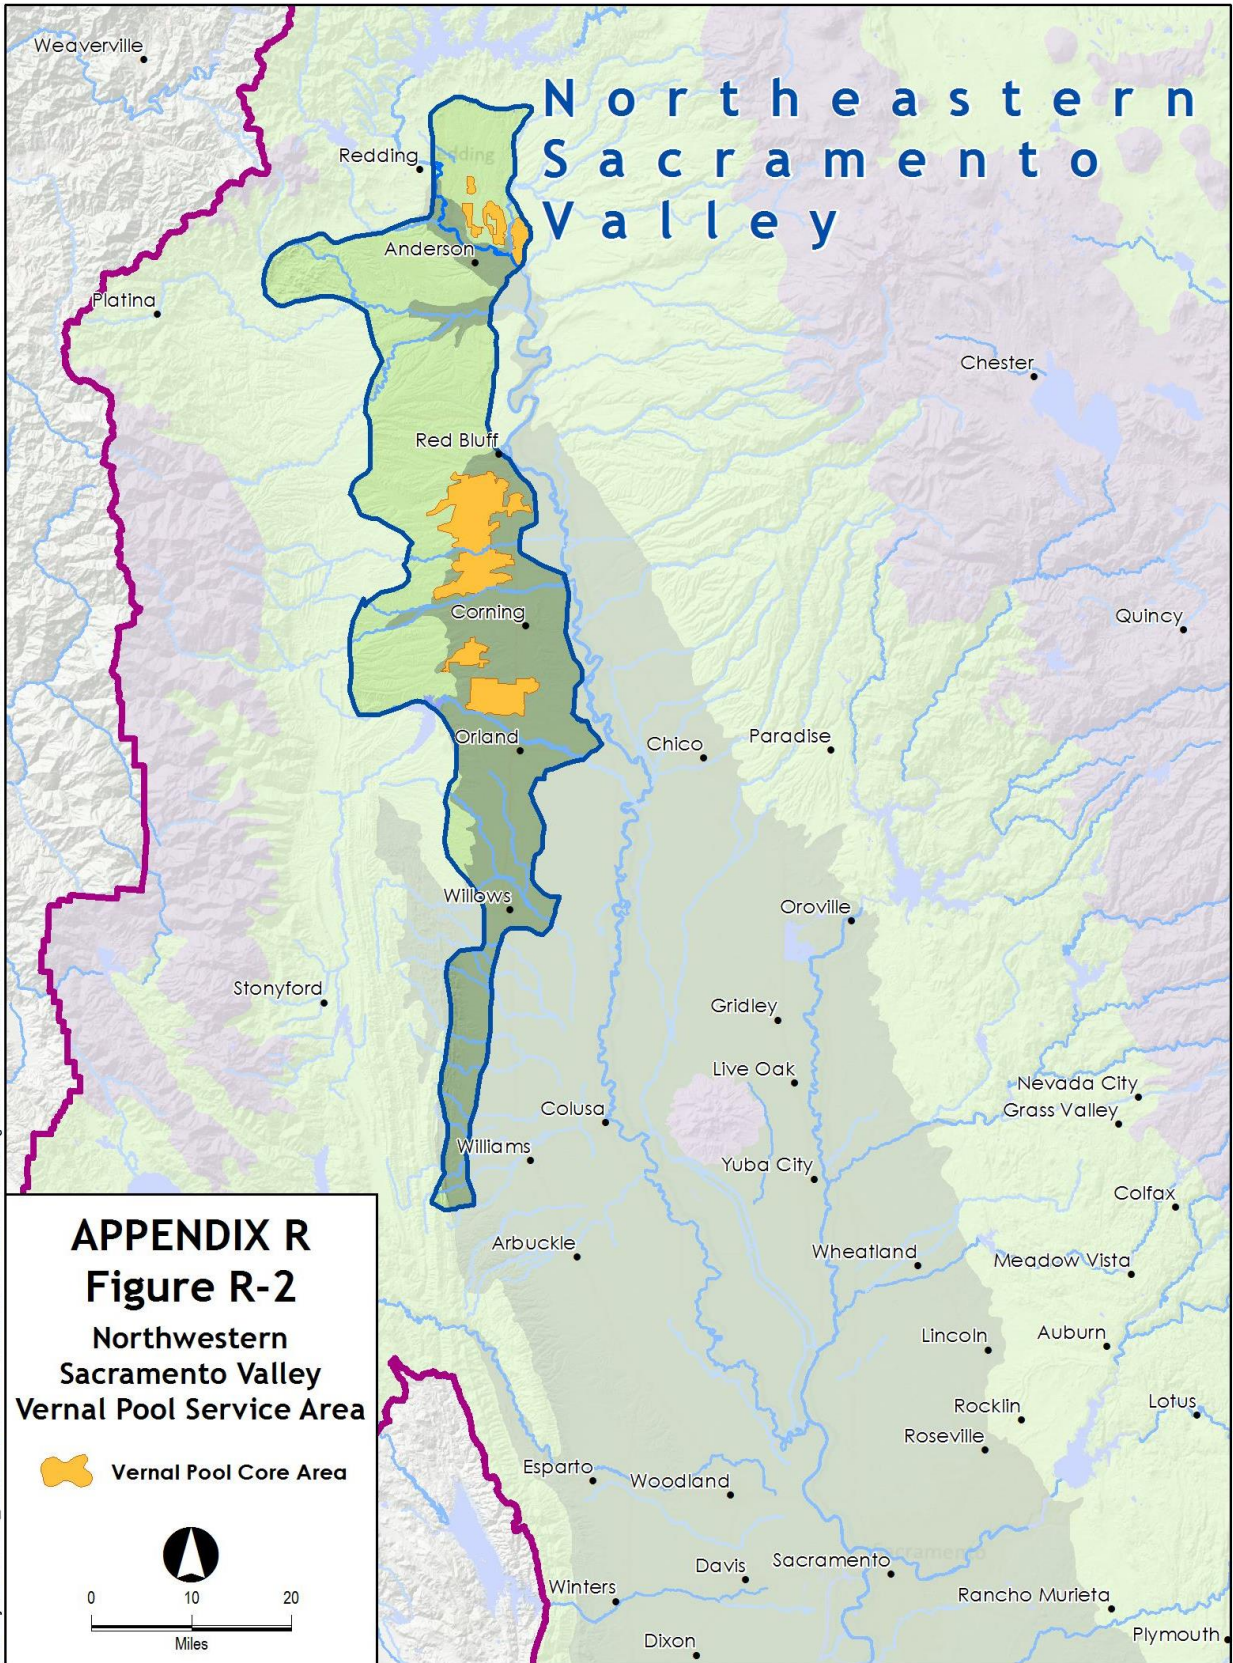 Weaverville
Northeastern
Sacramento
Valley
Redding
Anderson
Platina
Chester
Red Bluff
Corning
Quincy
Orland
Chico
Paradise
Willows
Oroville
Stonyford
Gridley
Live Oak
Nevada City
Grass Valley
Colusa
Williams
Yuba City
Colfax
Arbuckle
Wheatland
Meadow Vista
Lincoln
Auburn
Rocklin
Lotus
Roseville
Esparto
Woodland
Davis
Sacramento
Winters
Rancho Murieta
Dixon
Plymouth
APPENDIX R
Figure R-2
Northwestern
Sacramento Valley
Vernal Pool Service Area
Vernal Pool Core Area
0 10 20
Miles